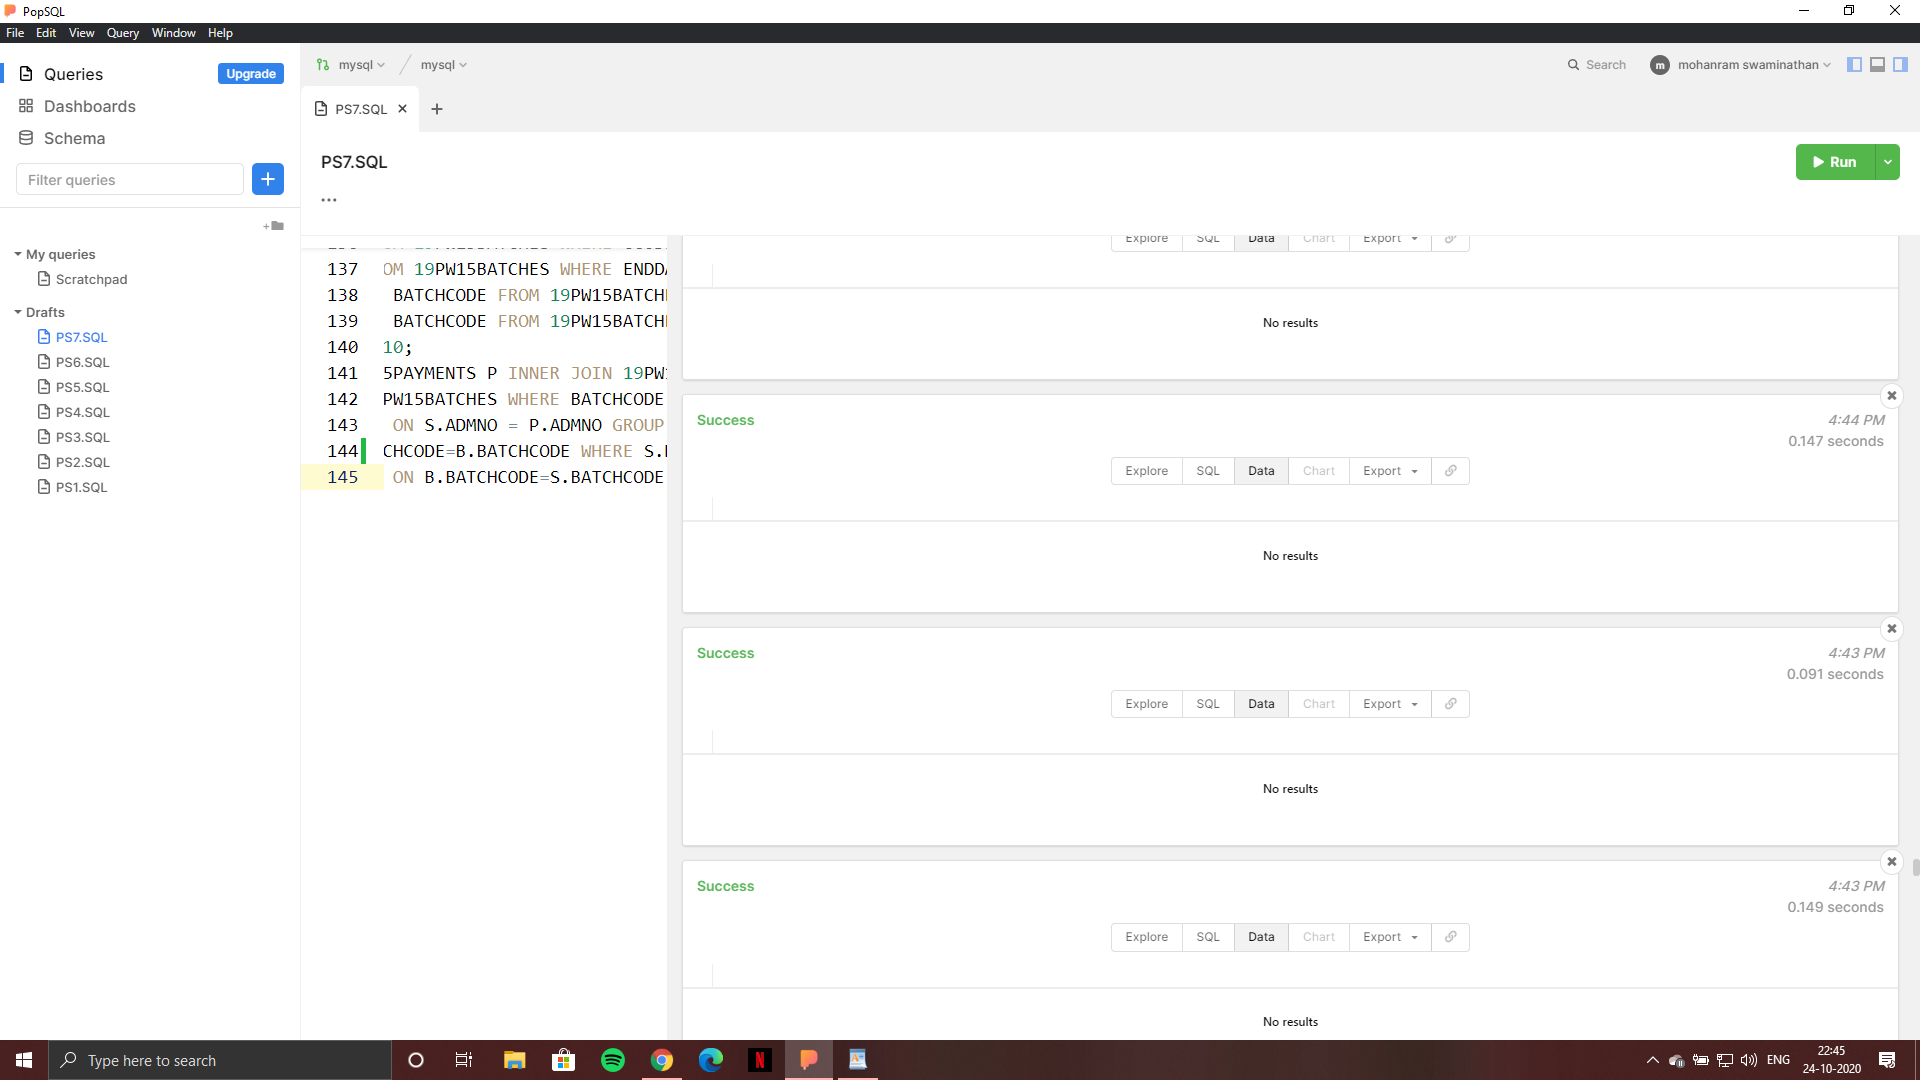 PopSQL
File Edit View Query Window Help
Queries Upgrade
Dashboards
Schema
Filter queries
My queries
Scratchpad
Drafts
PS7.SQL
PS6.SQL
PS5.SQL
PS4.SQL
PS3.SQL
PS2.SQL
PS1.SQL
mysql mysql
Search m mohanram swaminathan
PS7.SQL
PS7.SQL
Run
...
137 OM 19PW15BATCHES WHERE ENDDA
138 BATCHCODE FROM 19PW15BATCH
139 BATCHCODE FROM 19PW15BATCH
140 10;
141 5PAYMENTS P INNER JOIN 19PW
142 PW15BATCHES WHERE BATCHCODE
143 ON S.ADMNO = P.ADMNO GROUP
144 CHCODE=B.BATCHCODE WHERE S.
145 ON B.BATCHCODE=S.BATCHCODE
Explore SQL Data Chart Export
No results
Success 4:44 PM
0.147 seconds
Explore SQL Data Chart Export
No results
Success 4:43 PM
0.091 seconds
Explore SQL Data Chart Export
No results
Success 4:43 PM
0.149 seconds
Explore SQL Data Chart Export
No results
Type here to search
ENG
22:45
24-10-2020